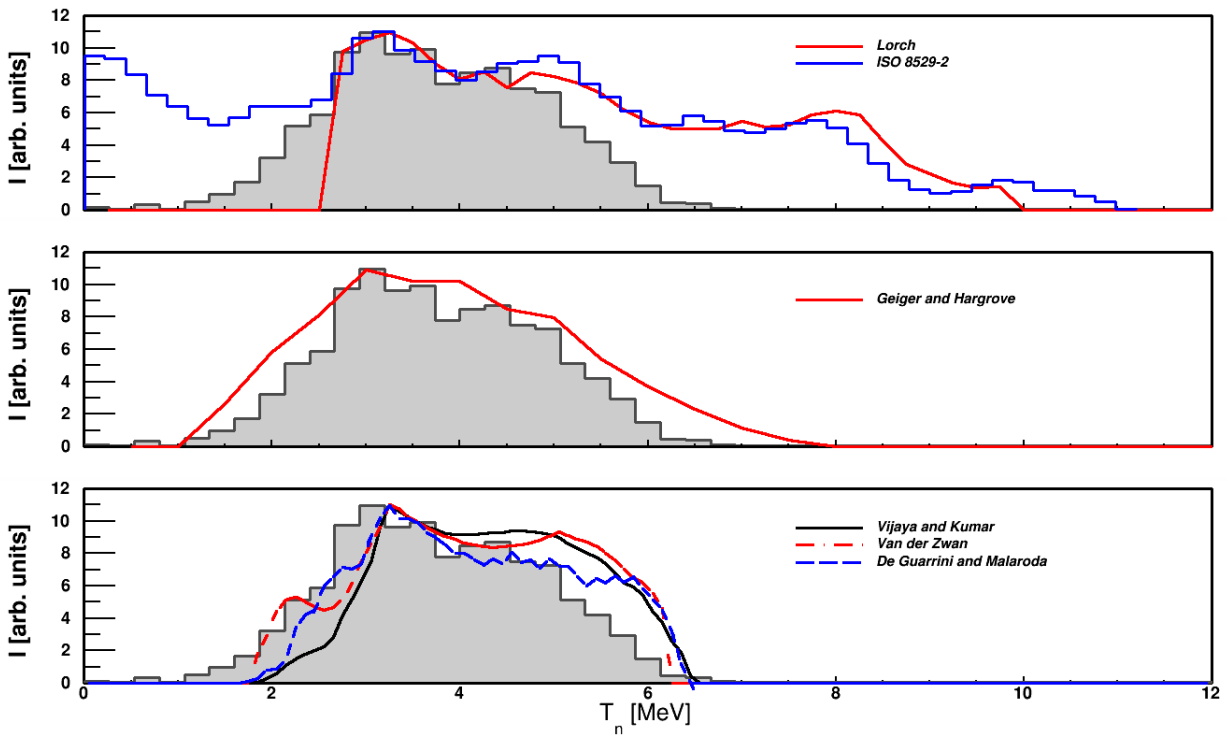 12
10
8
6
4
2
0
I [arb. units]
Lorch
ISO 8529-2
12
10
8
6
4
2
0
I [arb. units]
Geiger and Hargrove
12
10
8
6
4
2
0
I [arb. units]
Vijaya and Kumar
Van der Zwan
De Guarrini and Malaroda
0 2 4 6 8 10 12
T_n [MeV]